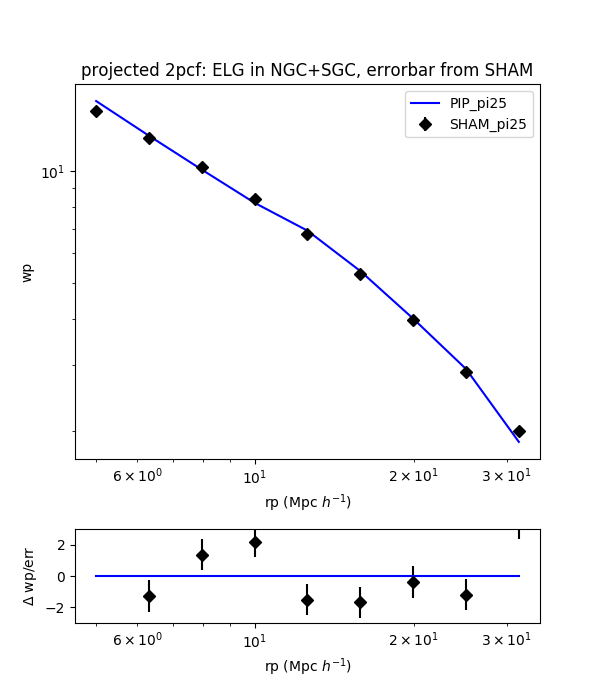 projected 2pcf: ELG in NGC+SGC, errorbar from SHAM
PIP_pi25
SHAM_pi25
10¹
wp
6 × 10⁰
10¹
2 × 10¹
3 × 10¹
rp (Mpc h⁻¹)
2
0
−2
Δ wp/err
6 × 10⁰
10¹
2 × 10¹
3 × 10¹
rp (Mpc h⁻¹)